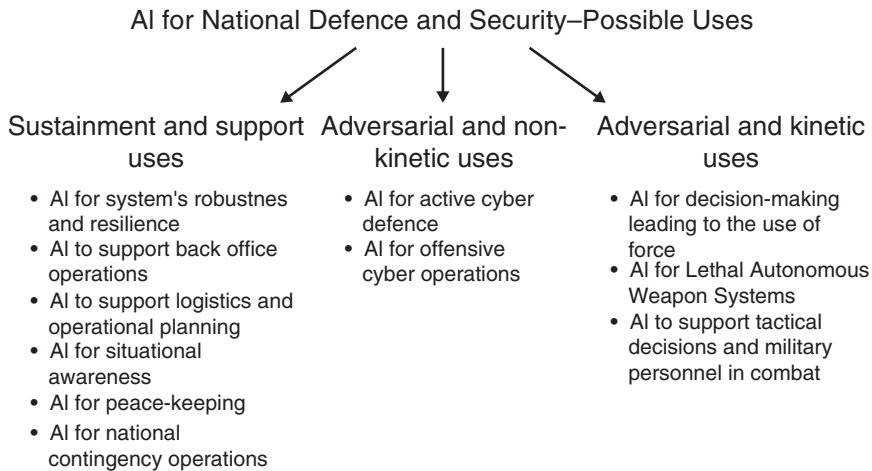 AI for National Defence and Security–Possible Uses
Sustainment and support
uses
• AI for system's robustnes
and resilience
• AI to support back office
operations
• AI to support logistics and
operational planning
• AI for situational
awareness
• AI for peace-keeping
• AI for national
contingency operations
Adversarial and non-
kinetic uses
• AI for active cyber
defence
• AI for offensive
cyber operations
Adversarial and kinetic
uses
• AI for decision-making
leading to the use of
force
• AI for Lethal Autonomous
Weapon Systems
• AI to support tactical
decisions and military
personnel in combat